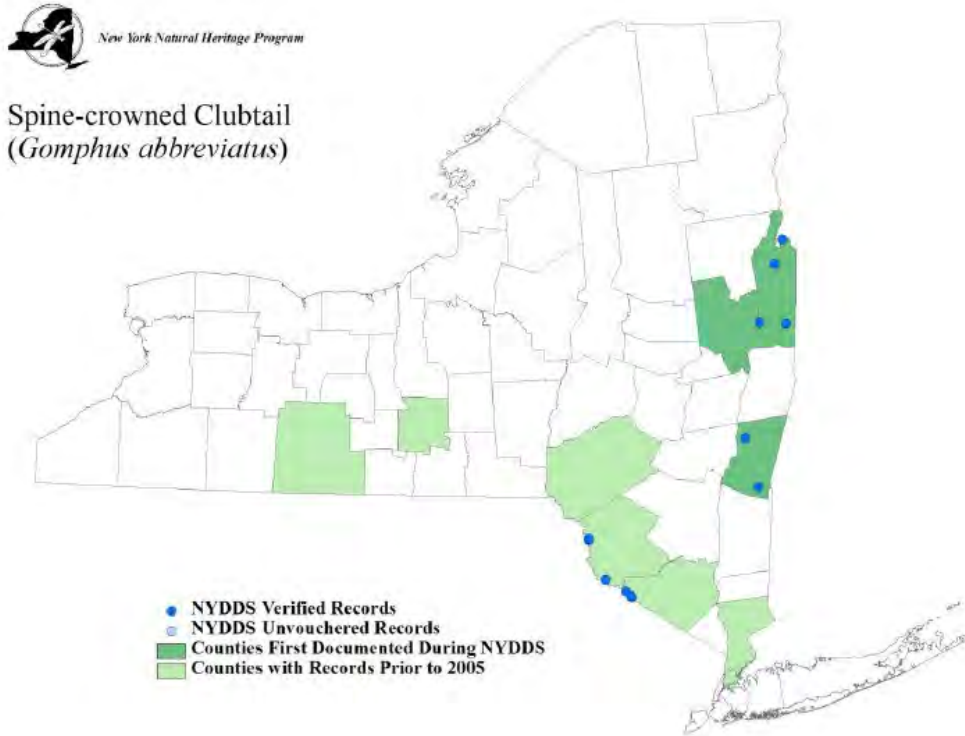 New York Natural Heritage Program
Spine-crowned Clubtail
(Gomphus abbreviatus)
NYDDS Verified Records
NYDDS Unvouchered Records
Counties First Documented During NYDDS
Counties with Records Prior to 2005